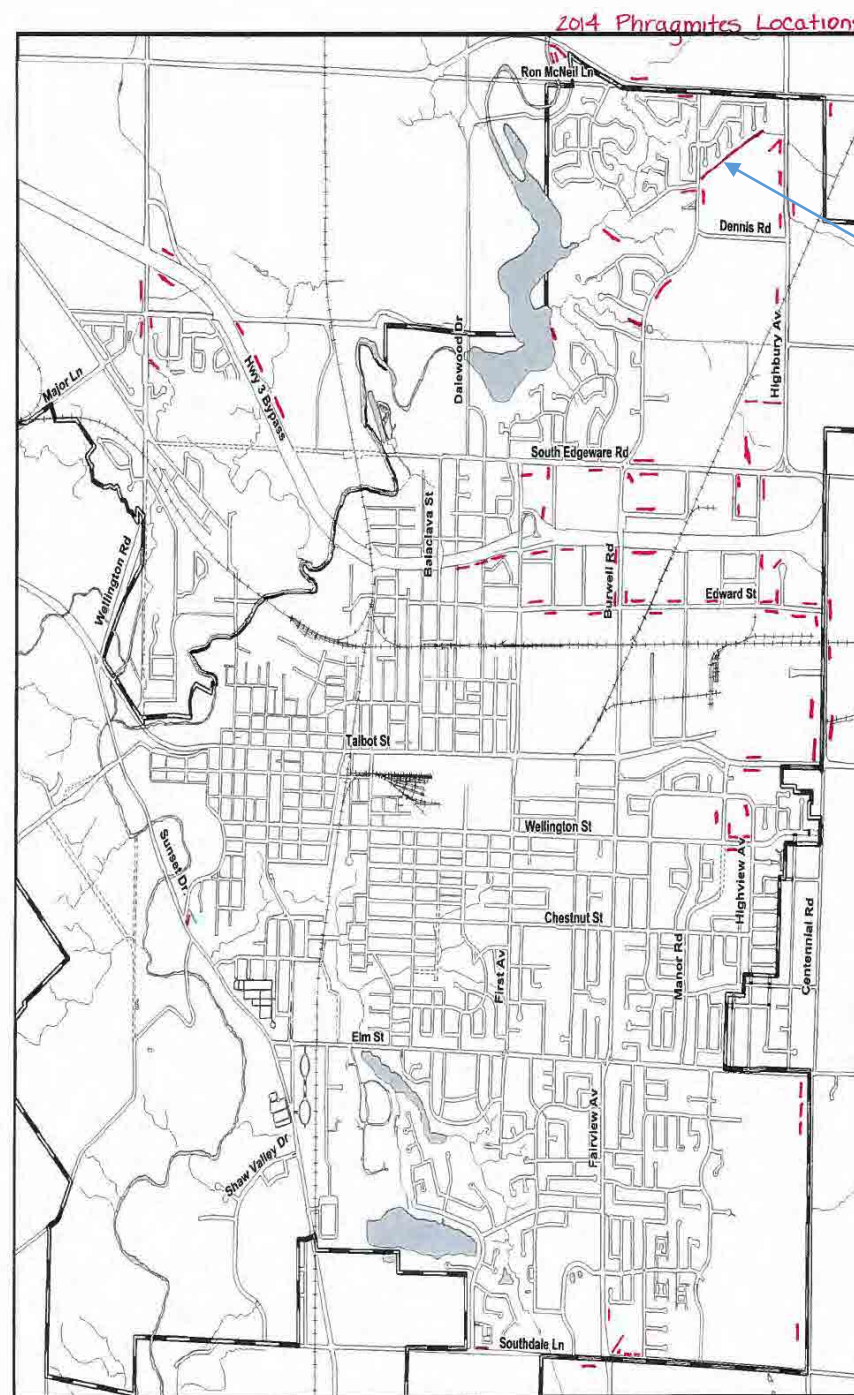 2014 Phragmites Locations
Ron McNeil Ln
Dennis Rd
Highbury Av
Dalewood Dr
Hwy 3 Bypass
Major Ln
South Edgeware Rd
Balaclava St
Wellington Rd
Burwell Rd
Edward St
Talbot St
Wellington St
Sunset Dr.
Highview Av
Chestnut St
Centennial Rd
Manor Rd
First Av
Elm St
Fairview Av
Shaw Valley Dr
Southdale Ln